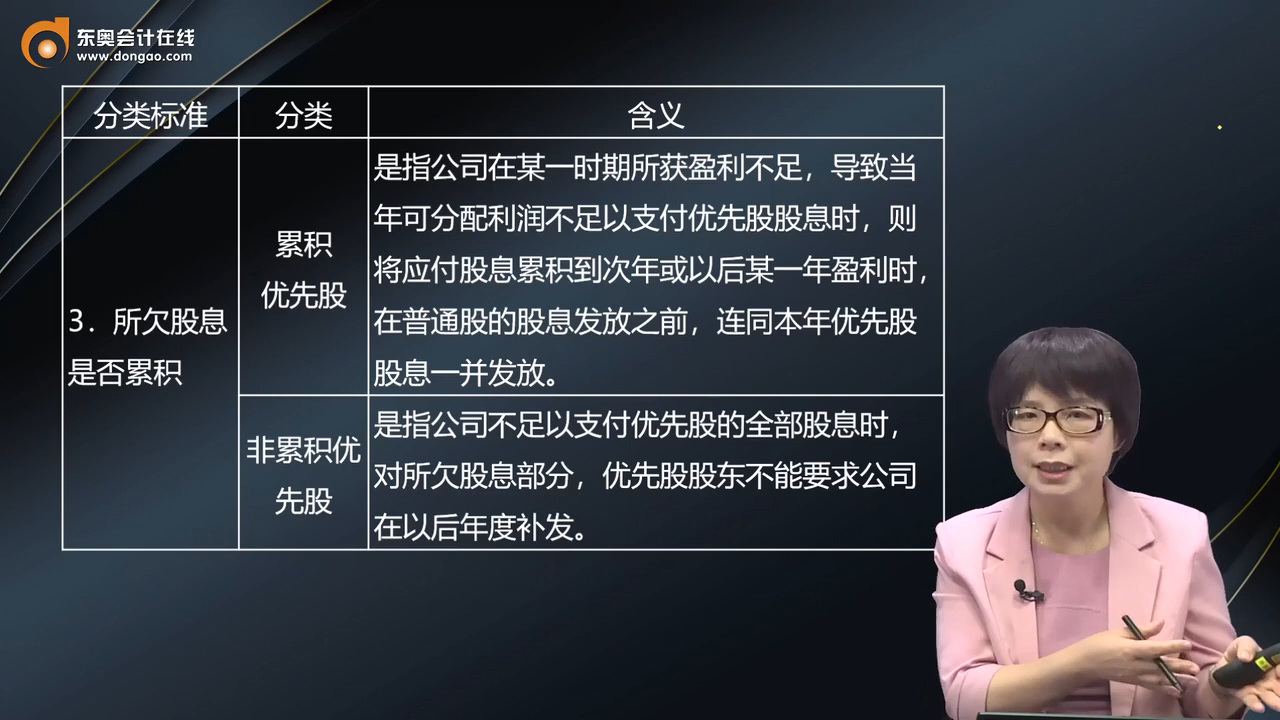 东奥会计在线
www.dongao.com
分类标准
分类
含义
3．所欠股息
是否累积
累积
优先股
是指公司在某一时期所获盈利不足，导致当
年可分配利润不足以支付优先股股息时，则
将应付股息累积到次年或以后某一年盈利时，
在普通股的股息发放之前，连同本年优先股
股息一并发放。
非累积优
先股
是指公司不足以支付优先股的全部股息时，
对所欠股息部分，优先股股东不能要求公司
在以后年度补发。